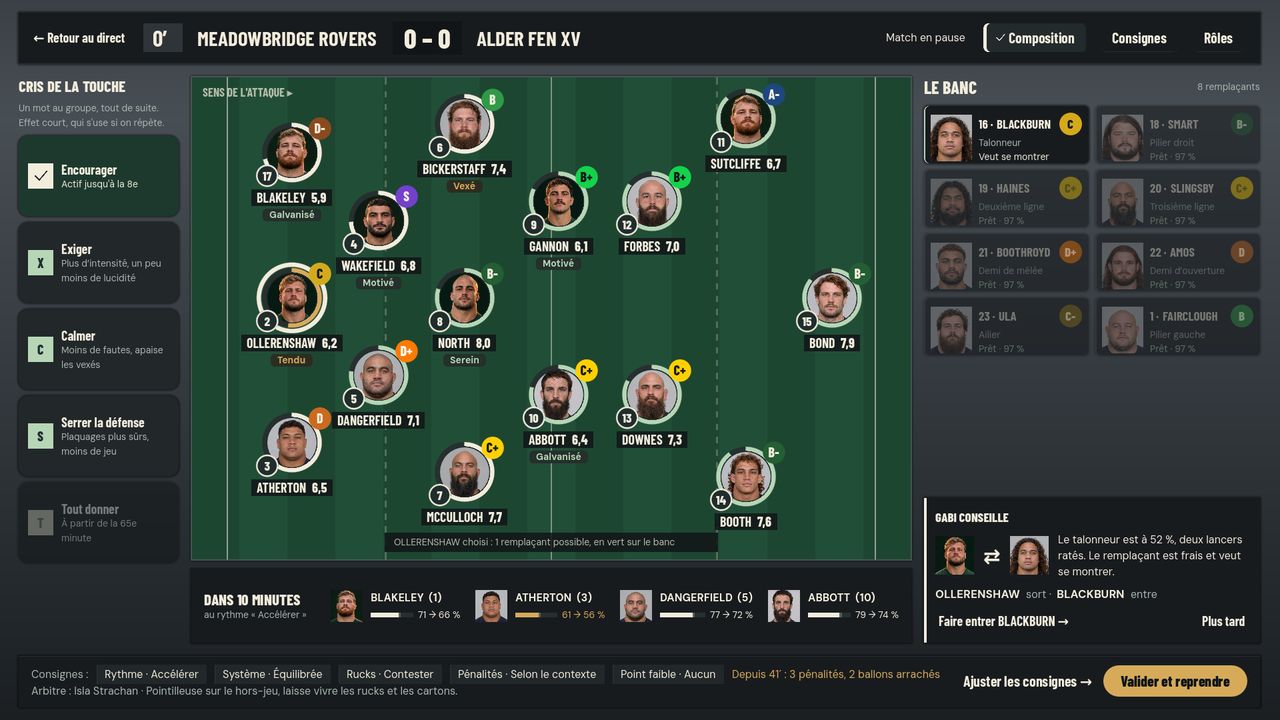 ← Retour au direct
0'
MEADOWBRIDGE ROVERS
0 – 0
ALDER FEN XV
Match en pause
✓ Composition
Consignes
Rôles
CRIS DE LA TOUCHE
Un mot au groupe, tout de suite.
Effet court, qui s'use si on répète.
Encourager
Actif jusqu'à la 8e
X
Exiger
Plus d'intensité, un peu
moins de lucidité
C
Calmer
Moins de fautes, apaise
les vexés
S
Serrer la défense
Plaquages plus sûrs,
moins de jeu
T
Tout donner
À partir de la 65e
minute
SENS DE L'ATTAQUE ▸
D-
17
BLAKELEY 5,9
Galvanisé
B
6
BICKERSTAFF 7,4
Vexé
A-
11
SUTCLIFFE 6,7
S
4
WAKEFIELD 6,8
Motivé
B+
9
GANNON 6,1
Motivé
B+
12
FORBES 7,0
C
2
OLLERENSHAW 6,2
Tendu
B-
8
NORTH 8,0
Serein
B-
15
BOND 7,9
D+
5
DANGERFIELD 7,1
C+
10
ABBOTT 6,4
Galvanisé
C+
13
DOWNES 7,3
D
3
ATHERTON 6,5
C+
7
MCCULLOCH 7,7
B-
14
BOOTH 7,6
OLLERENSHAW choisi : 1 remplaçant possible, en vert sur le banc
DANS 10 MINUTES
au rythme « Accélérer »
BLAKELEY (1)
71 → 66 %
ATHERTON (3)
61 → 56 %
DANGERFIELD (5)
77 → 72 %
ABBOTT (10)
79 → 74 %
LE BANC
8 remplaçants
16 · BLACKBURN
Talonneur
Veut se montrer
C
18 · SMART
Pilier droit
Prêt · 97 %
B-
19 · HAINES
Deuxième ligne
Prêt · 97 %
C+
20 · SLINGSBY
Troisième ligne
Prêt · 97 %
C+
21 · BOOTHROYD
Demi de mêlée
Prêt · 97 %
D+
22 · AMOS
Demi d'ouverture
Prêt · 97 %
D
23 · ULA
Ailier
Prêt · 97 %
C-
1 · FAIRCLOUGH
Pilier gauche
Prêt · 97 %
B
GABI CONSEILLE
⇄
Le talonneur est à 52 %, deux lancers
ratés. Le remplaçant est frais et veut
se montrer.
OLLERENSHAW sort · BLACKBURN entre
Faire entrer BLACKBURN →
Plus tard
Consignes :
Rythme · Accélérer
Système · Équilibrée
Rucks · Contester
Pénalités · Selon le contexte
Point faible · Aucun
Depuis 41' : 3 pénalités, 2 ballons arrachés
Arbitre : Isla Strachan · Pointilleuse sur le hors-jeu, laisse vivre les rucks et les cartons.
Ajuster les consignes →
Valider et reprendre